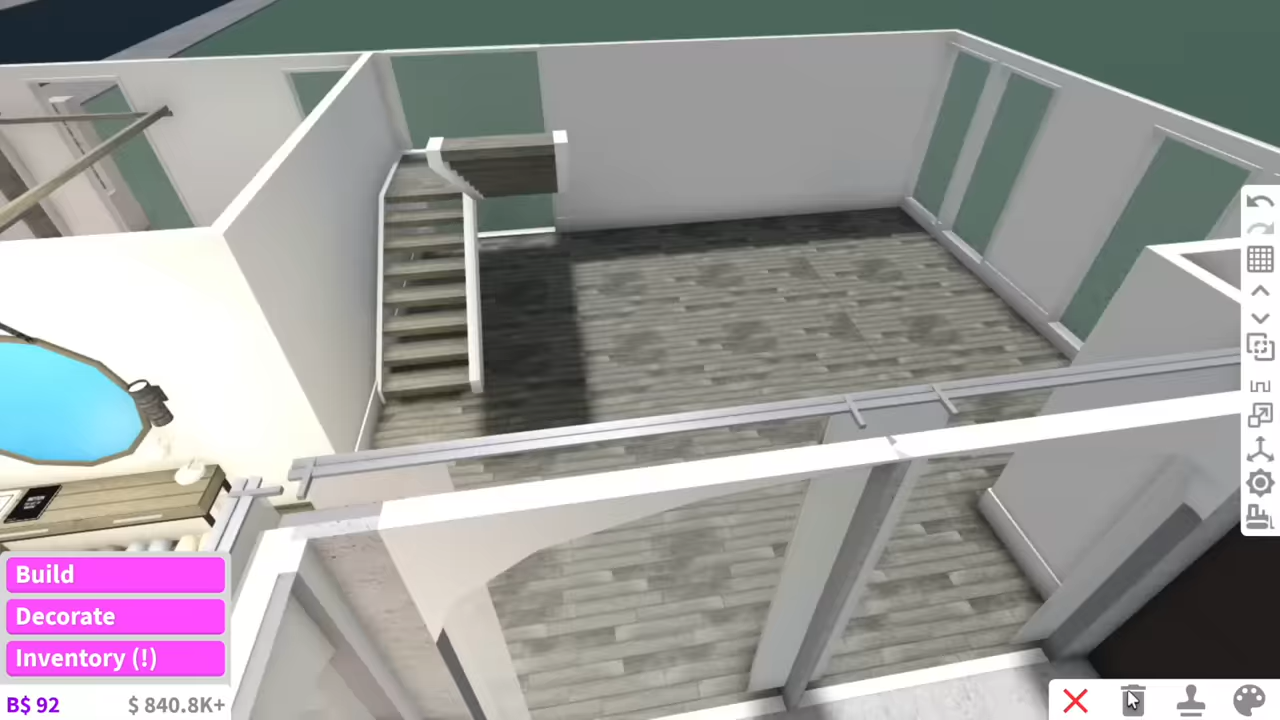 Build
Decorate
Inventory (!)
B$ 92 $ 840.8K+